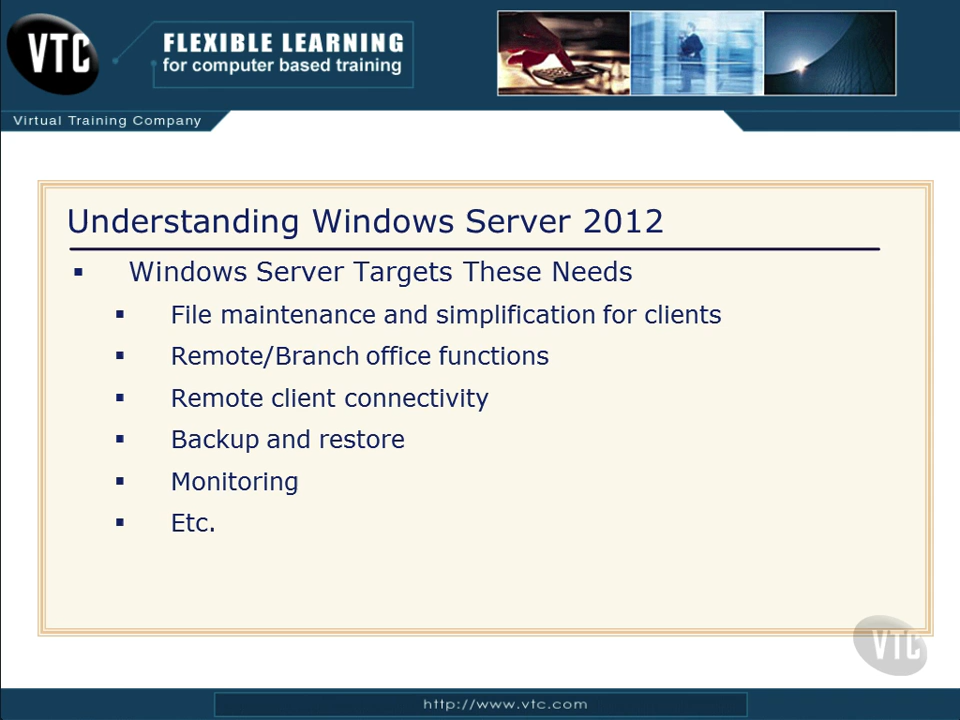 VTC
FLEXIBLE LEARNING
for computer based training
Virtual Training Company
Understanding Windows Server 2012
▪ Windows Server Targets These Needs
▪ File maintenance and simplification for clients
▪ Remote/Branch office functions
▪ Remote client connectivity
▪ Backup and restore
▪ Monitoring
▪ Etc.
VTC
http://www.vtc.com